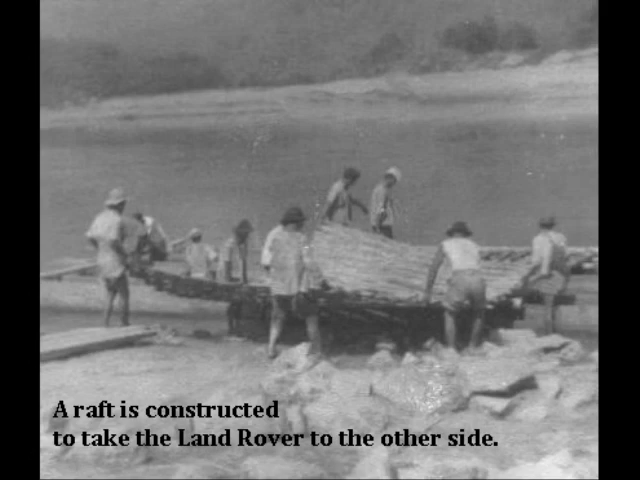 A raft is constructed
to take the Land Rover to the other side.